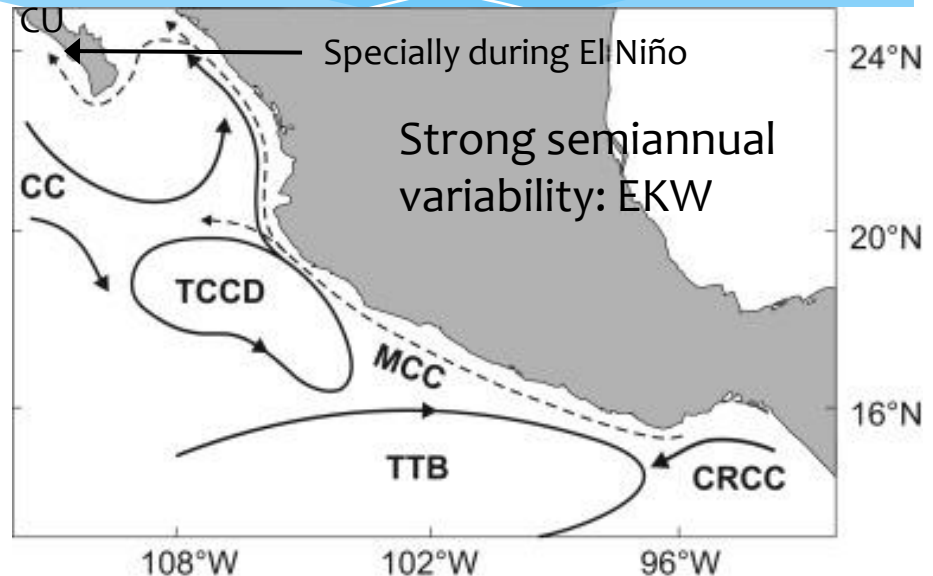 CU
Specially during El Niño
24°N
Strong semiannual
variability: EKW
CC
20°N
TCCD
MCC
16°N
TTB
CRCC
108°W
102°W
96°W